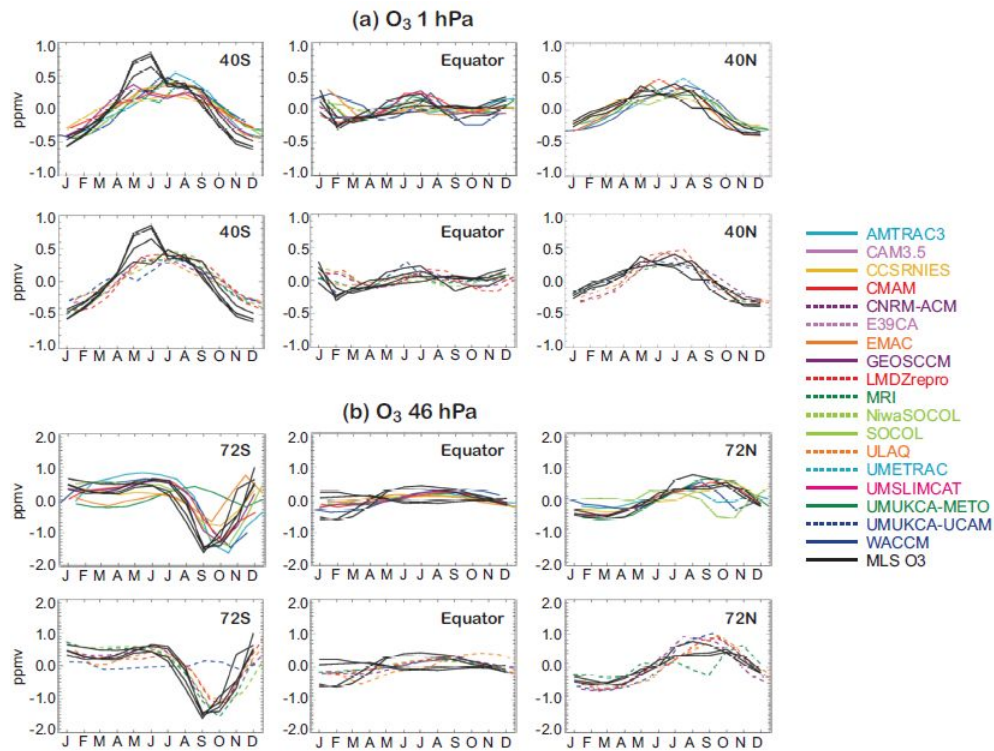 (a) O₃ 1 hPa
1.0
0.5
0.0
-0.5
-1.0
ppmv
40S
J F M A M J J A S O N D
Equator
J F M A M J J A S O N D
40N
J F M A M J J A S O N D
1.0
0.5
0.0
-0.5
-1.0
ppmv
40S
J F M A M J J A S O N D
Equator
J F M A M J J A S O N D
40N
J F M A M J J A S O N D
(b) O₃ 46 hPa
2.0
1.0
0.0
-1.0
-2.0
ppmv
72S
J F M A M J J A S O N D
Equator
J F M A M J J A S O N D
72N
J F M A M J J A S O N D
2.0
1.0
0.0
-1.0
-2.0
ppmv
72S
J F M A M J J A S O N D
Equator
J F M A M J J A S O N D
72N
J F M A M J J A S O N D
AMTRAC3
CAM3.5
CCSRNIES
CMAM
CNRM-ACM
E39CA
EMAC
GEOSCCM
LMDZrepro
MRI
NiwaSOCOL
SOCOL
ULAQ
UMETRAC
UMSLIMCAT
UMUKCA-METO
UMUKCA-UCAM
WACCM
MLS O3